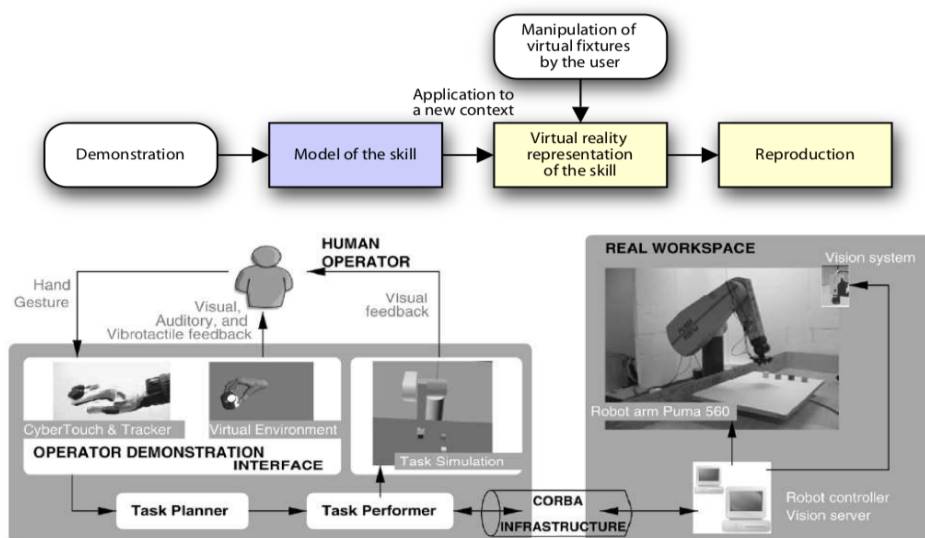 Manipulation of
virtual fixtures
by the user
Application to
a new context
Demonstration
Model of the skill
Virtual reality
representation
of the skill
Reproduction
HUMAN
OPERATOR
Hand
Gesture
Visual,
Auditory, and
Vibrotactile feedback
VIsual
feedback
CyberTouch & Tracker
Virtual Environment
OPERATOR DEMONSTRATION
INTERFACE
Task Simulation
Task Planner
Task Performer
CORBA
INFRASTRUCTURE
REAL WORKSPACE
Vision system
Robot arm Puma 560
Robot controller
Vision server